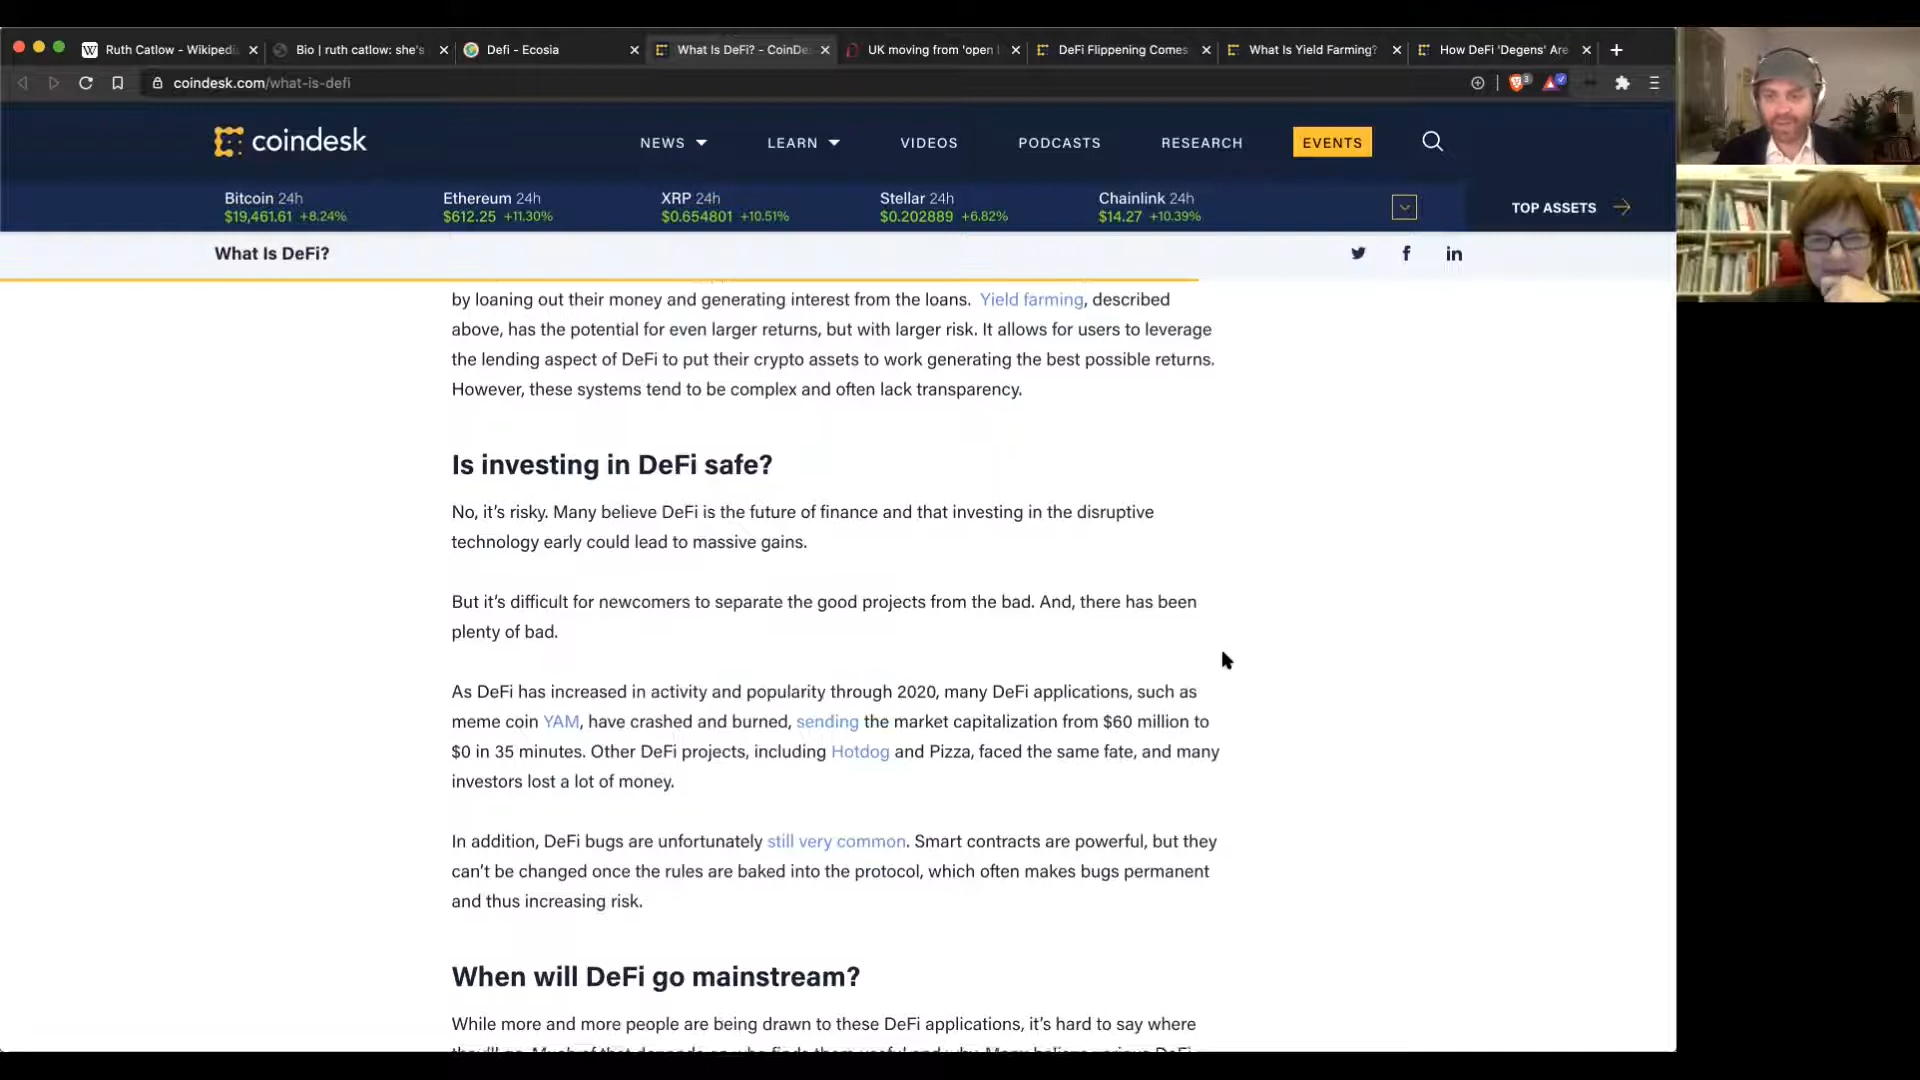 Ruth Catlow - Wikipedi
Bio | ruth catlow: she's
Defi - Ecosia
What Is DeFi? - CoinDes
UK moving from 'open
DeFi Flippening Comes
What Is Yield Farming?
How DeFi 'Degens' Are
coindesk.com/what-is-defi
3
coindesk
NEWS
LEARN
VIDEOS
PODCASTS
RESEARCH
EVENTS
Bitcoin 24h
$19,461.61 +8.24%
Ethereum 24h
$612.25 +11.30%
XRP 24h
$0.654801 +10.51%
Stellar 24h
$0.202889 +6.82%
Chainlink 24h
$14.27 +10.39%
TOP ASSETS
What Is DeFi?
by loaning out their money and generating interest from the loans. Yield farming, described
above, has the potential for even larger returns, but with larger risk. It allows for users to leverage
the lending aspect of DeFi to put their crypto assets to work generating the best possible returns.
However, these systems tend to be complex and often lack transparency.
Is investing in DeFi safe?
No, it's risky. Many believe DeFi is the future of finance and that investing in the disruptive
technology early could lead to massive gains.
But it's difficult for newcomers to separate the good projects from the bad. And, there has been
plenty of bad.
As DeFi has increased in activity and popularity through 2020, many DeFi applications, such as
meme coin YAM, have crashed and burned, sending the market capitalization from $60 million to
$0 in 35 minutes. Other DeFi projects, including Hotdog and Pizza, faced the same fate, and many
investors lost a lot of money.
In addition, DeFi bugs are unfortunately still very common. Smart contracts are powerful, but they
can't be changed once the rules are baked into the protocol, which often makes bugs permanent
and thus increasing risk.
When will DeFi go mainstream?
While more and more people are being drawn to these DeFi applications, it's hard to say where